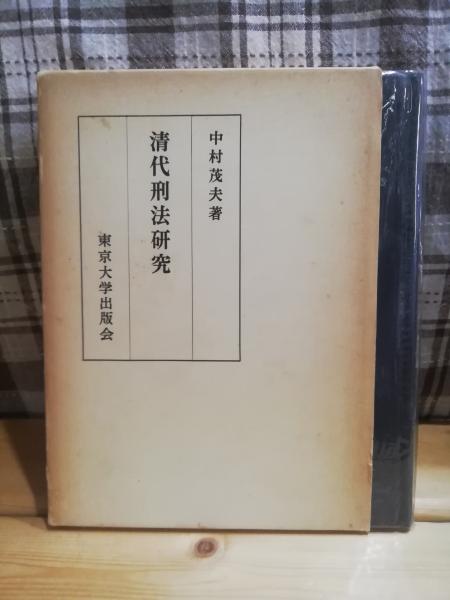 中村茂夫著
清代刑法研究
東京大学出版会